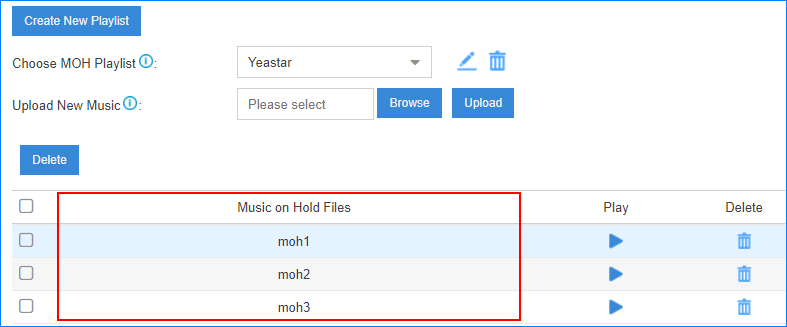 Create New Playlist
Choose MOH Playlist i: Yeastar
Upload New Music i: Please select Browse Upload
Delete
Music on Hold Files Play Delete
moh1
moh2
moh3